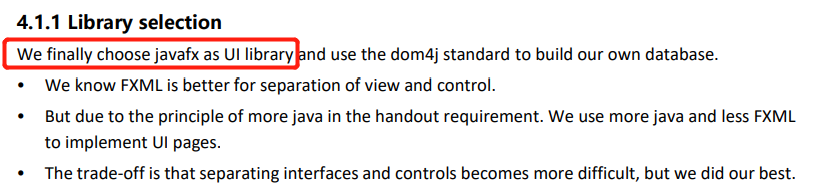 4.1.1 Library selection
We finally choose javafx as UI library and use the dom4j standard to build our own database.
• We know FXML is better for separation of view and control.
• But due to the principle of more java in the handout requirement. We use more java and less FXML
to implement UI pages.
• The trade-off is that separating interfaces and controls becomes more difficult, but we did our best.